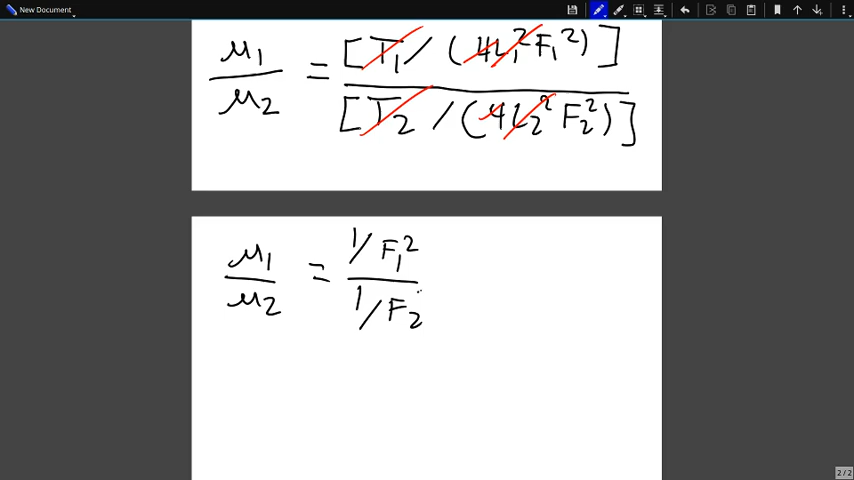 New Document
μ1/μ2 = [T1/(4L1²F1²)] / [T2/(4L2²F2²)]
μ1/μ2 = (1/F1²) / (1/F2)
2/2